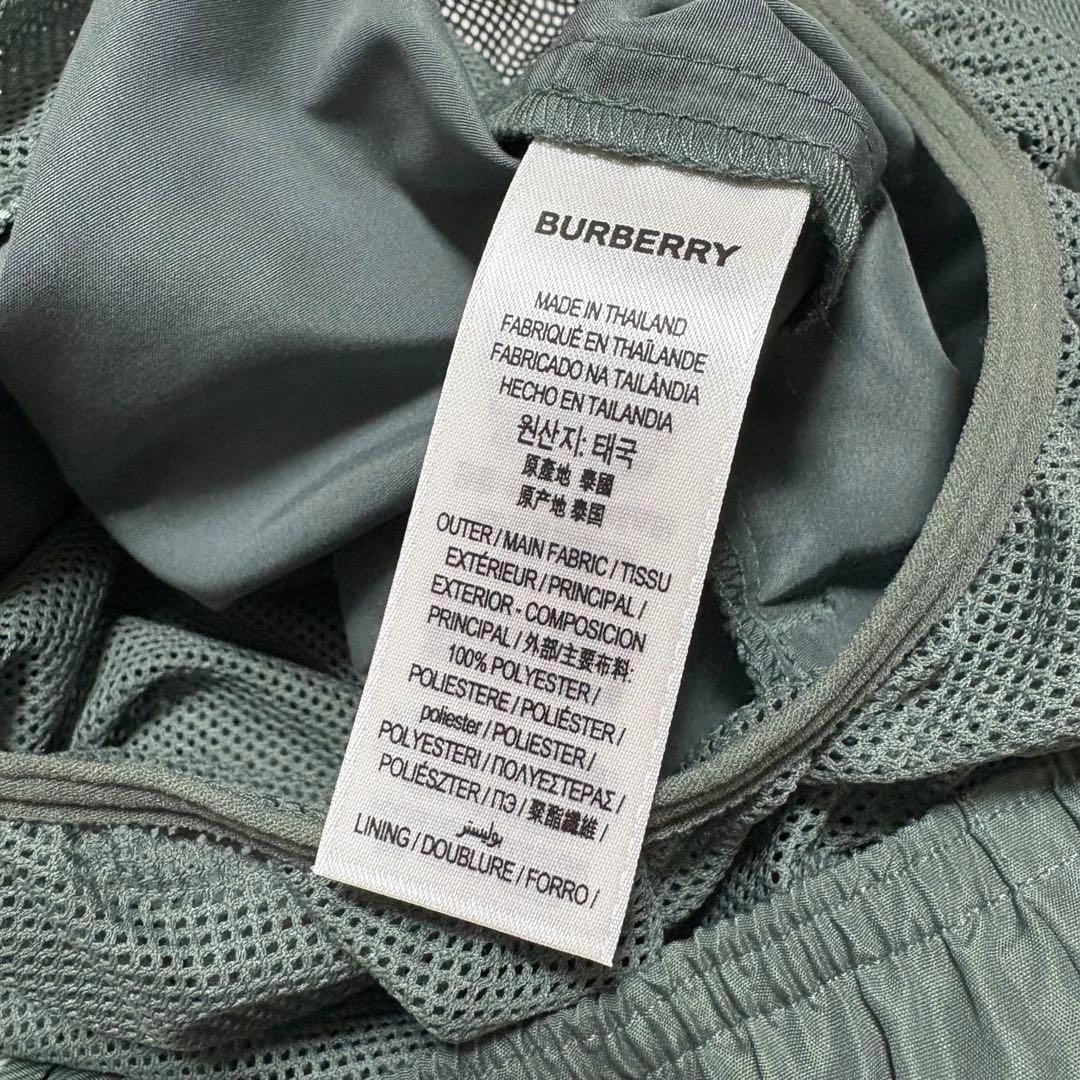 BURBERRY
MADE IN THAILAND
FABRIQUÉ EN THAÏLANDE
FABRICADO NA TAILÂNDIA
HECHO EN TAILANDIA
원산지: 태국
原產地 泰國
原产地 泰国
OUTER / MAIN FABRIC / TISSU
EXTÉRIEUR / PRINCIPAL /
EXTERIOR - COMPOSICION
PRINCIPAL / 外部/主要布料:
100% POLYESTER /
POLIESTERE / POLIÉSTER /
poliester / POLIESTER /
POLYESTERI / ΠΟΛΥΕΣΤΕΡΑΣ /
POLIÉSZTER / ПЭ / 聚酯纖維 /
بوليستر
LINING / DOUBLURE / FORRO /